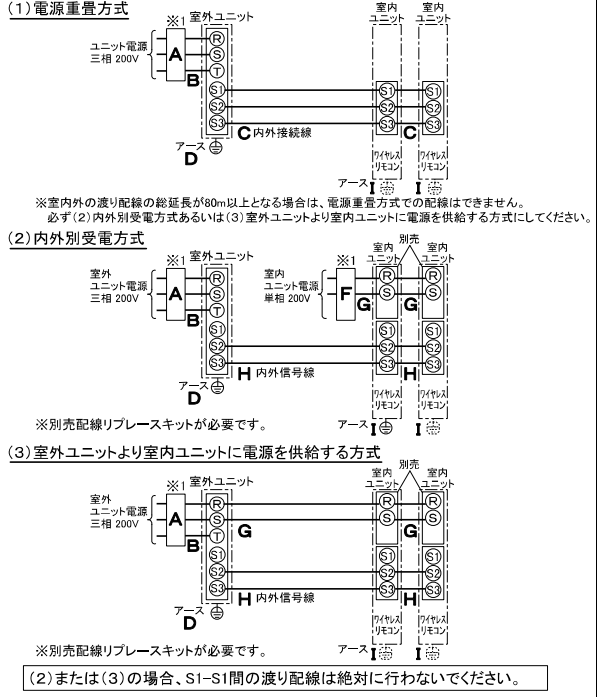 (1)電源重畳方式
※1 室外ユニット
室内ユニット 室内ユニット
ユニット電源
三相 200V
A
B
R
S
T
S1
S2
S3
S1 S1
S2 S2
S3 S3
C 内外接続線
C
アース
D
ワイヤレスリモコン ワイヤレスリモコン
アース I I
※室内外の渡り配線の総延長が80m以上となる場合は、電源重畳方式での配線はできません。
必ず(2)内外別受電方式あるいは(3)室外ユニットより室内ユニットに電源を供給する方式にしてください。
(2)内外別受電方式
※1 室外ユニット
※1
室内ユニット 別売 室内ユニット
室外
ユニット電源
三相 200V
A
B
R
S
T
S1
S2
S3
室内
ユニット電源
単相 200V
F
G G
R R
S S
S1 S1
S2 S2
S3 S3
H 内外信号線
H
アース
D
ワイヤレスリモコン ワイヤレスリモコン
アース I I
※別売配線リプレースキットが必要です。
(3)室外ユニットより室内ユニットに電源を供給する方式
※1 室外ユニット
室内ユニット 別売 室内ユニット
室外
ユニット電源
三相 200V
A
B
R
S
T
S1
S2
S3
G G
R R
S S
S1 S1
S2 S2
S3 S3
H 内外信号線
H
アース
D
ワイヤレスリモコン ワイヤレスリモコン
アース I I
※別売配線リプレースキットが必要です。
(2)または(3)の場合、S1-S1間の渡り配線は絶対に行わないでください。